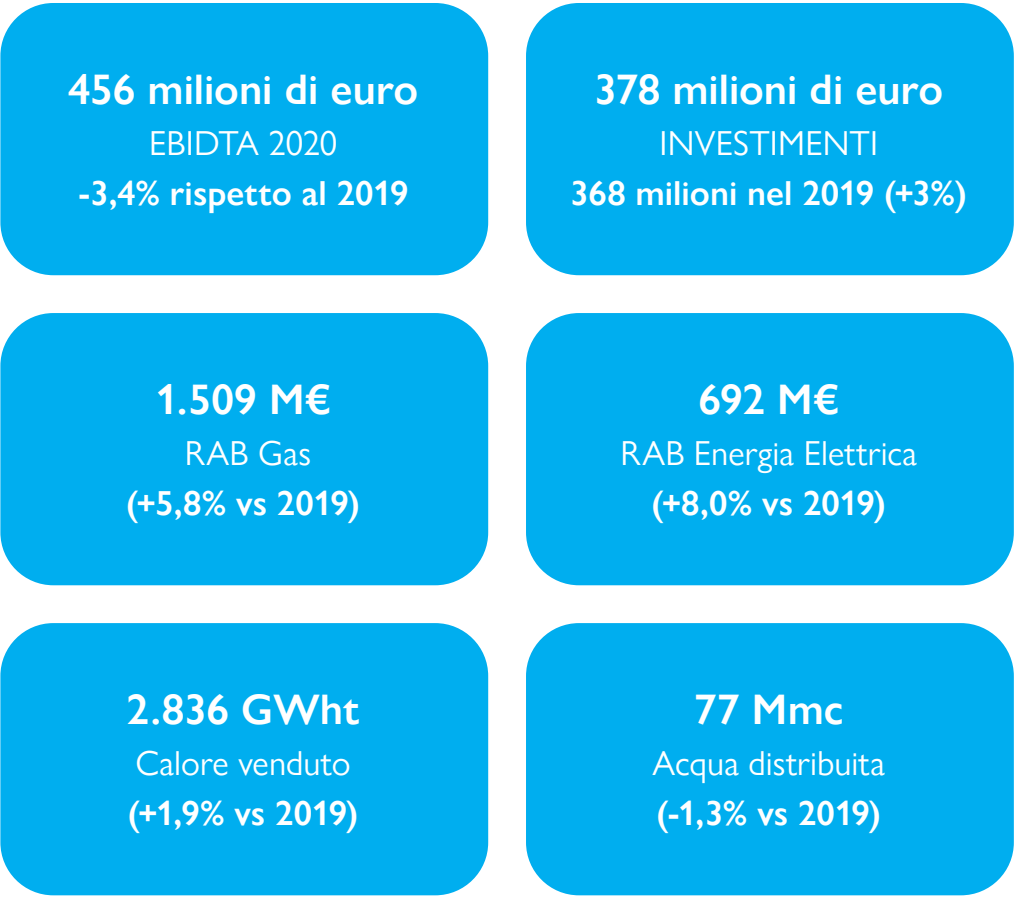 456 milioni di euro
EBIDTA 2020
-3,4% rispetto al 2019
378 milioni di euro
INVESTIMENTI
368 milioni nel 2019 (+3%)
1.509 M€
RAB Gas
(+5,8% vs 2019)
692 M€
RAB Energia Elettrica
(+8,0% vs 2019)
2.836 GWht
Calore venduto
(+1,9% vs 2019)
77 Mmc
Acqua distribuita
(-1,3% vs 2019)